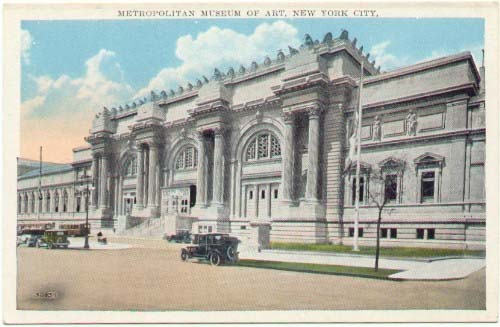 METROPOLITAN MUSEUM OF ART, NEW YORK CITY,